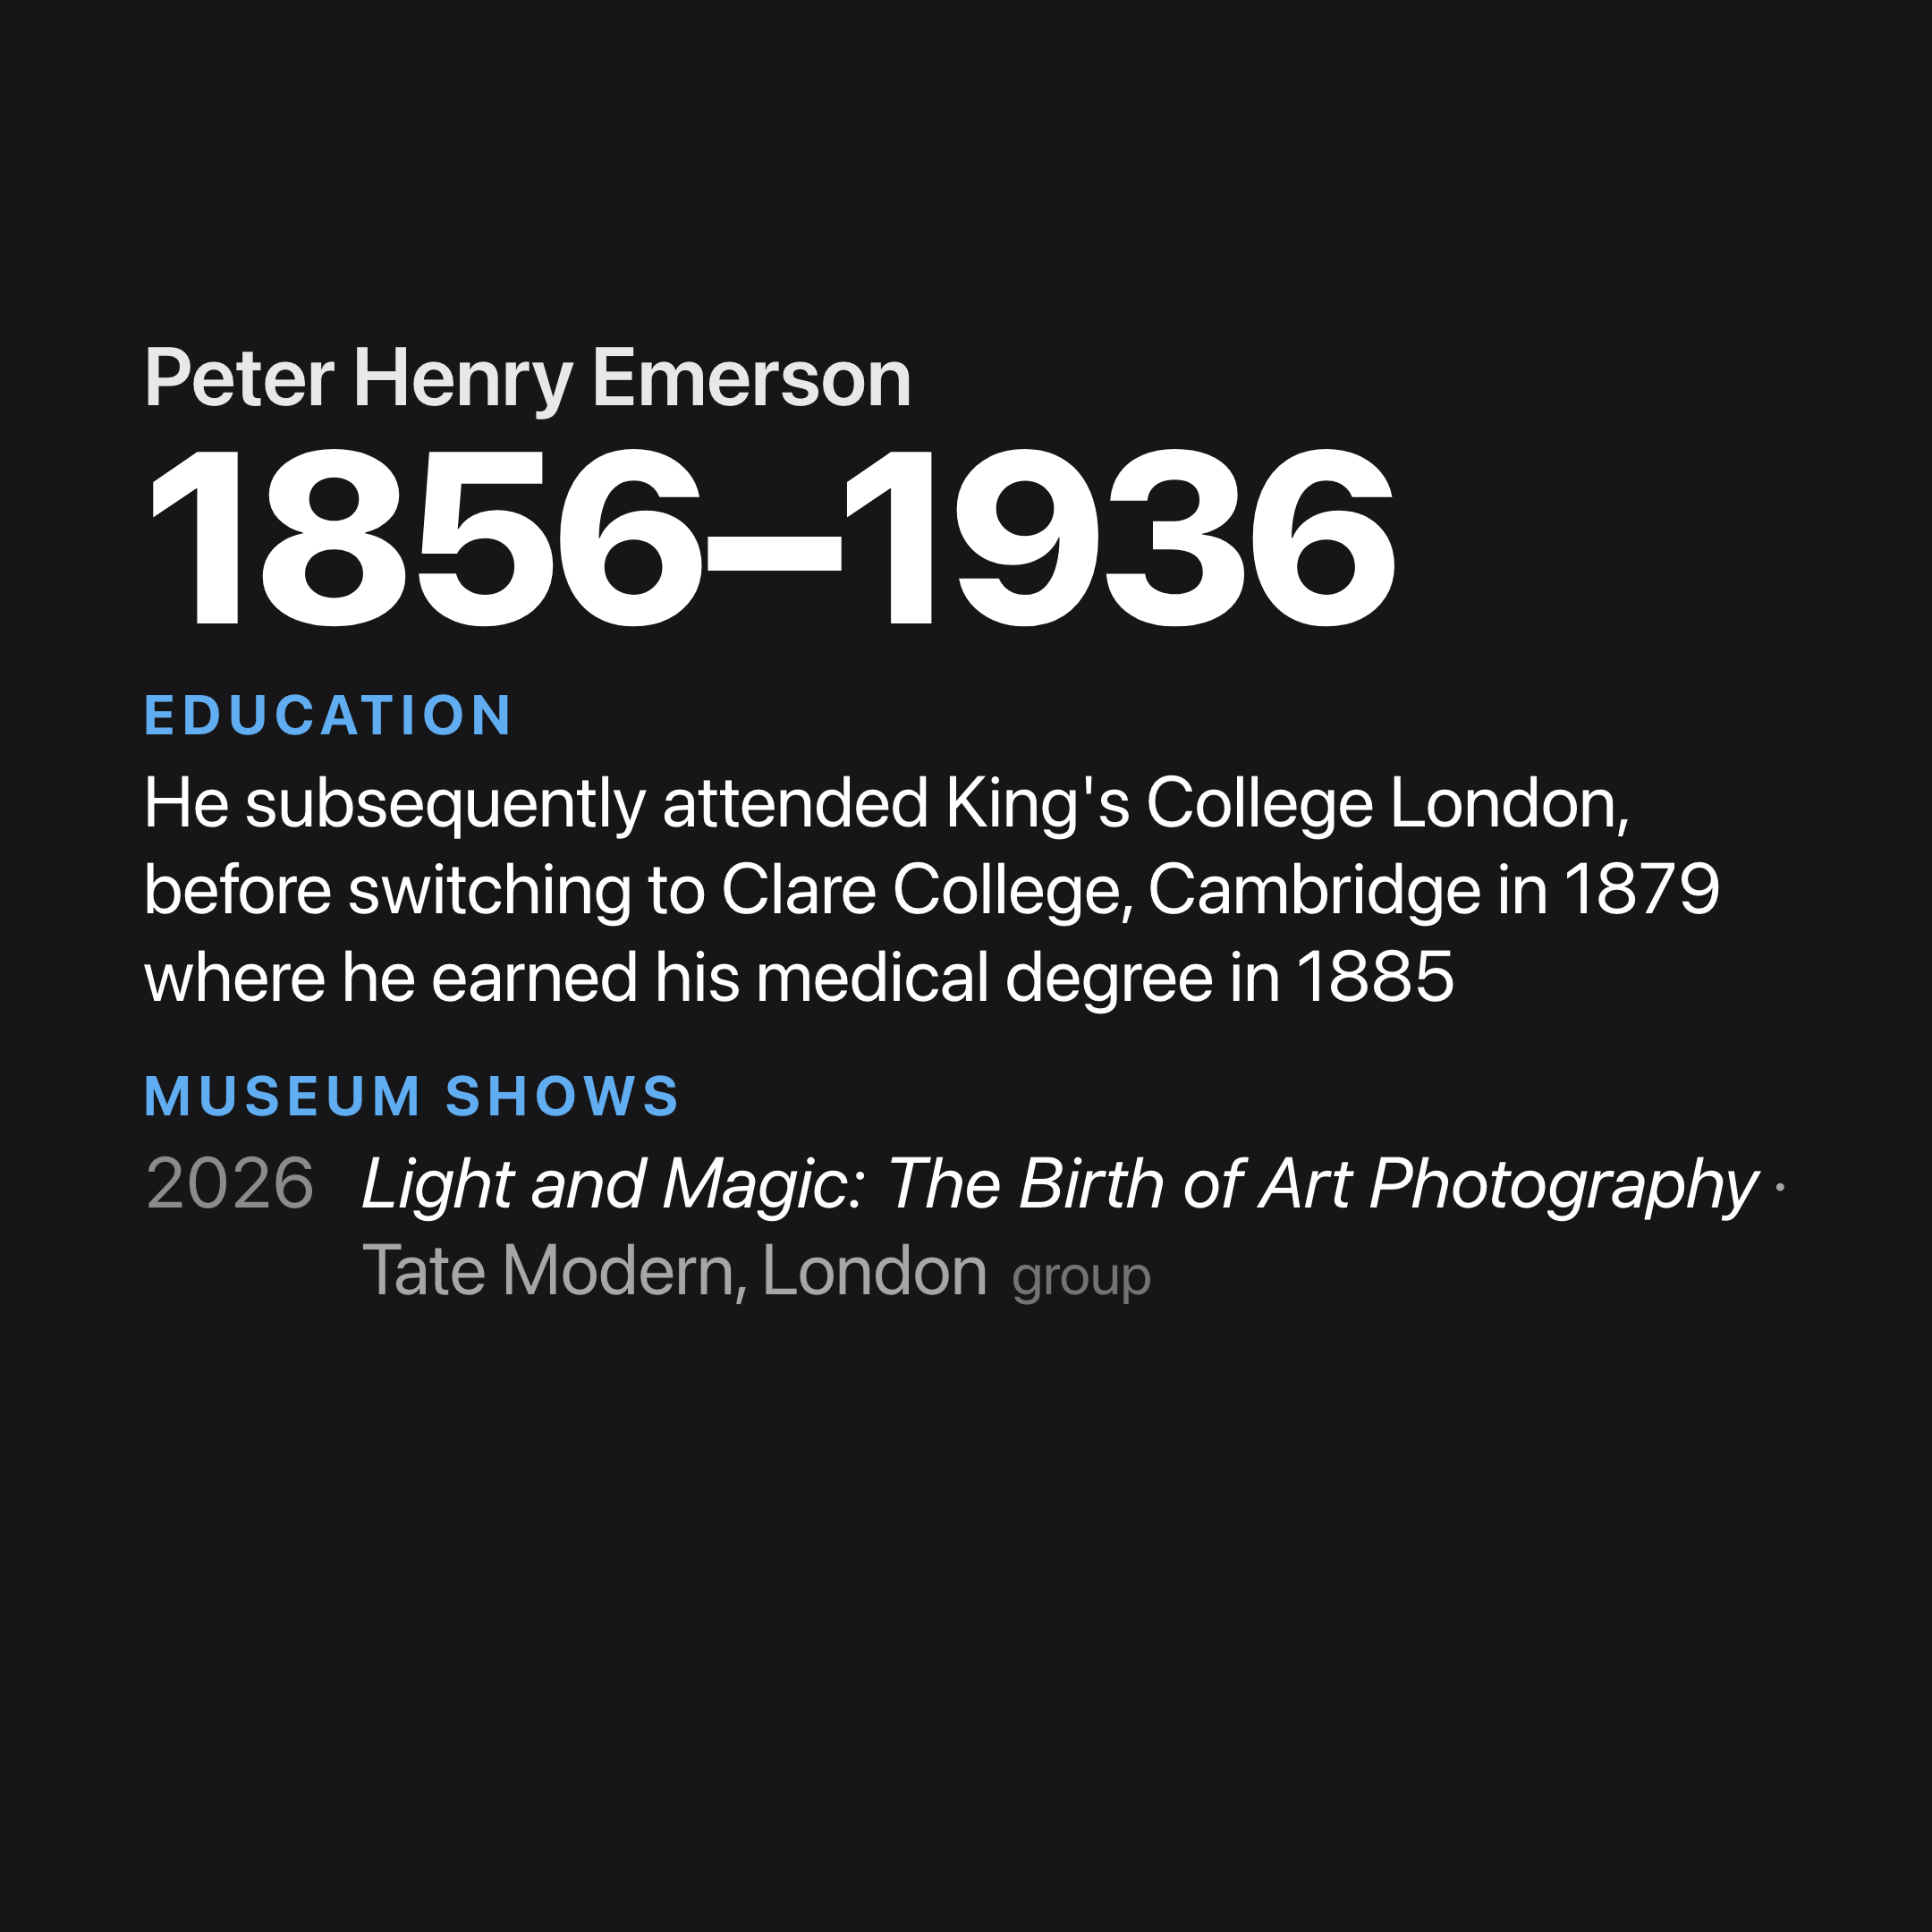 Peter Henry Emerson
1856–1936
EDUCATION
He subsequently attended King's College London,
before switching to Clare College, Cambridge in 1879
where he earned his medical degree in 1885
MUSEUM SHOWS
2026 Light and Magic: The Birth of Art Photography ·
Tate Modern, London group